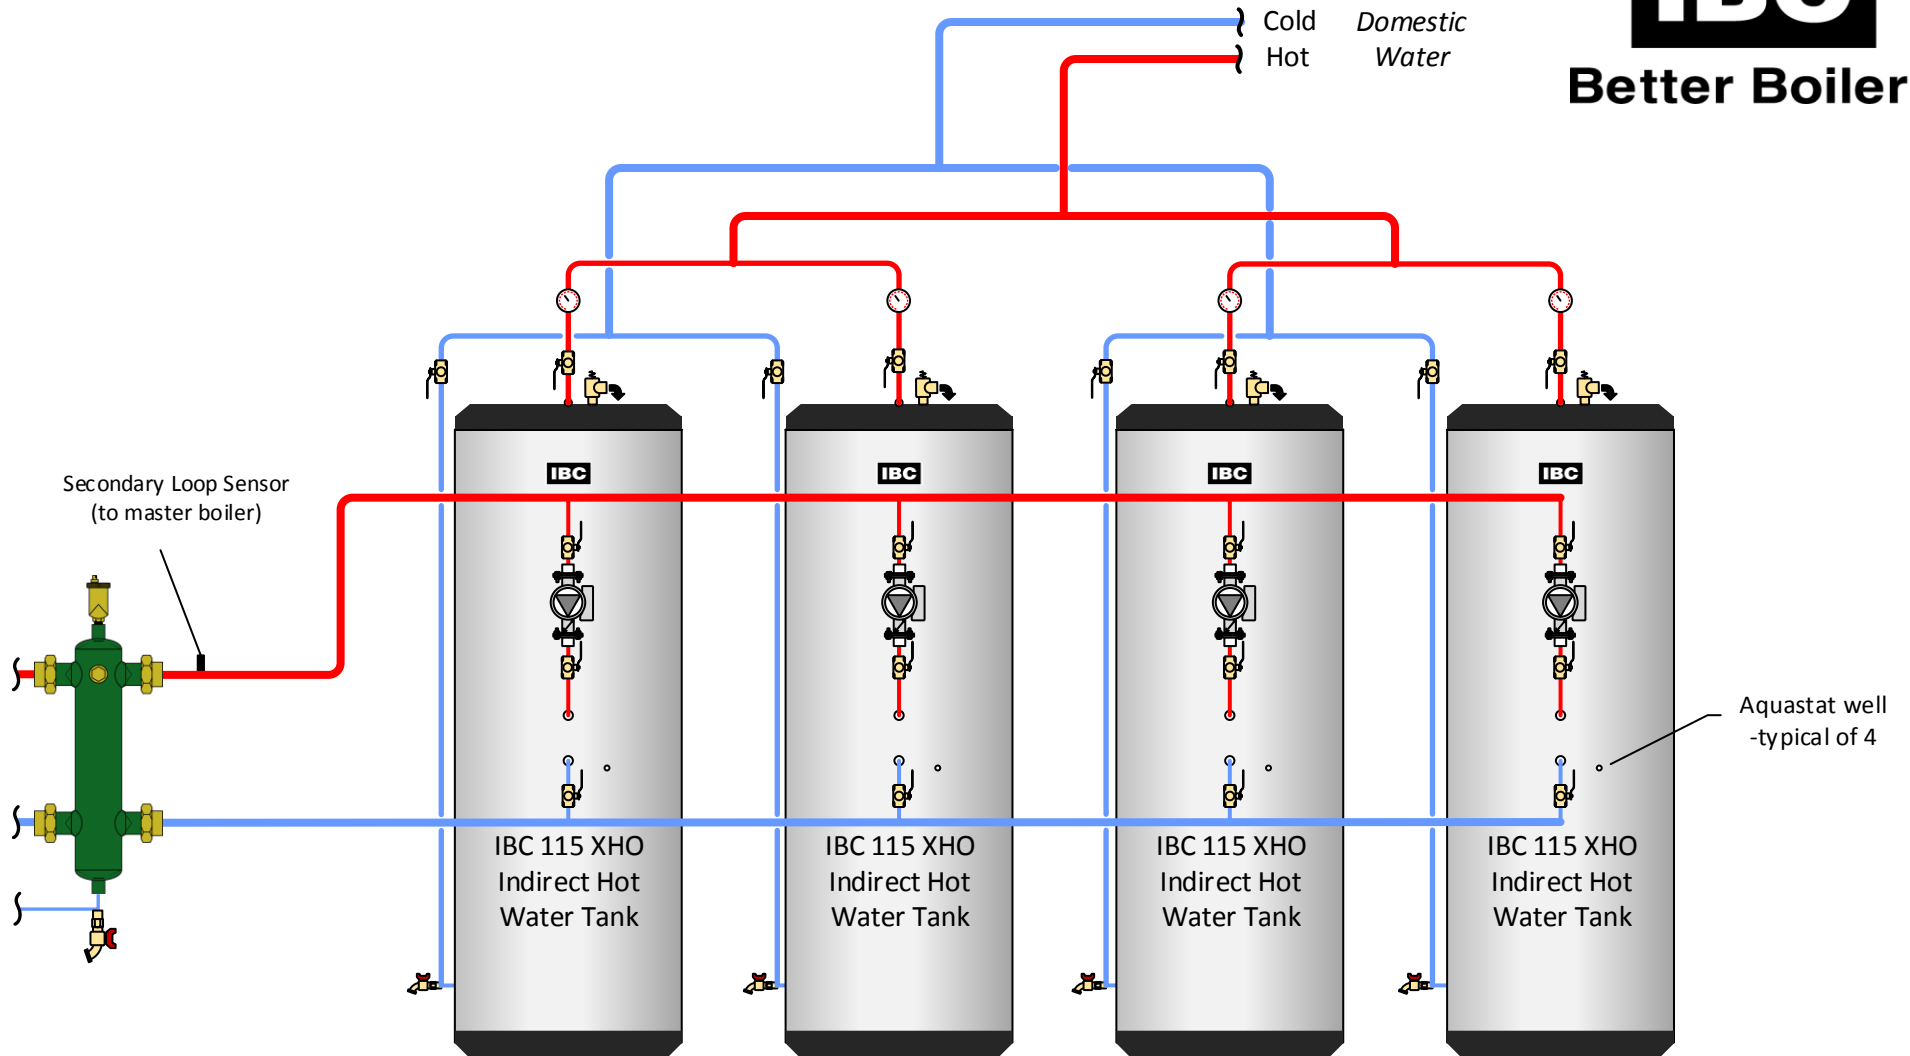 Cold Domestic
Hot Water
IBC
Better Boiler
IBC
IBC
IBC
IBC
Secondary Loop Sensor
(to master boiler)
Aquastat well
-typical of 4
IBC 115 XHO
Indirect Hot
Water Tank
IBC 115 XHO
Indirect Hot
Water Tank
IBC 115 XHO
Indirect Hot
Water Tank
IBC 115 XHO
Indirect Hot
Water Tank